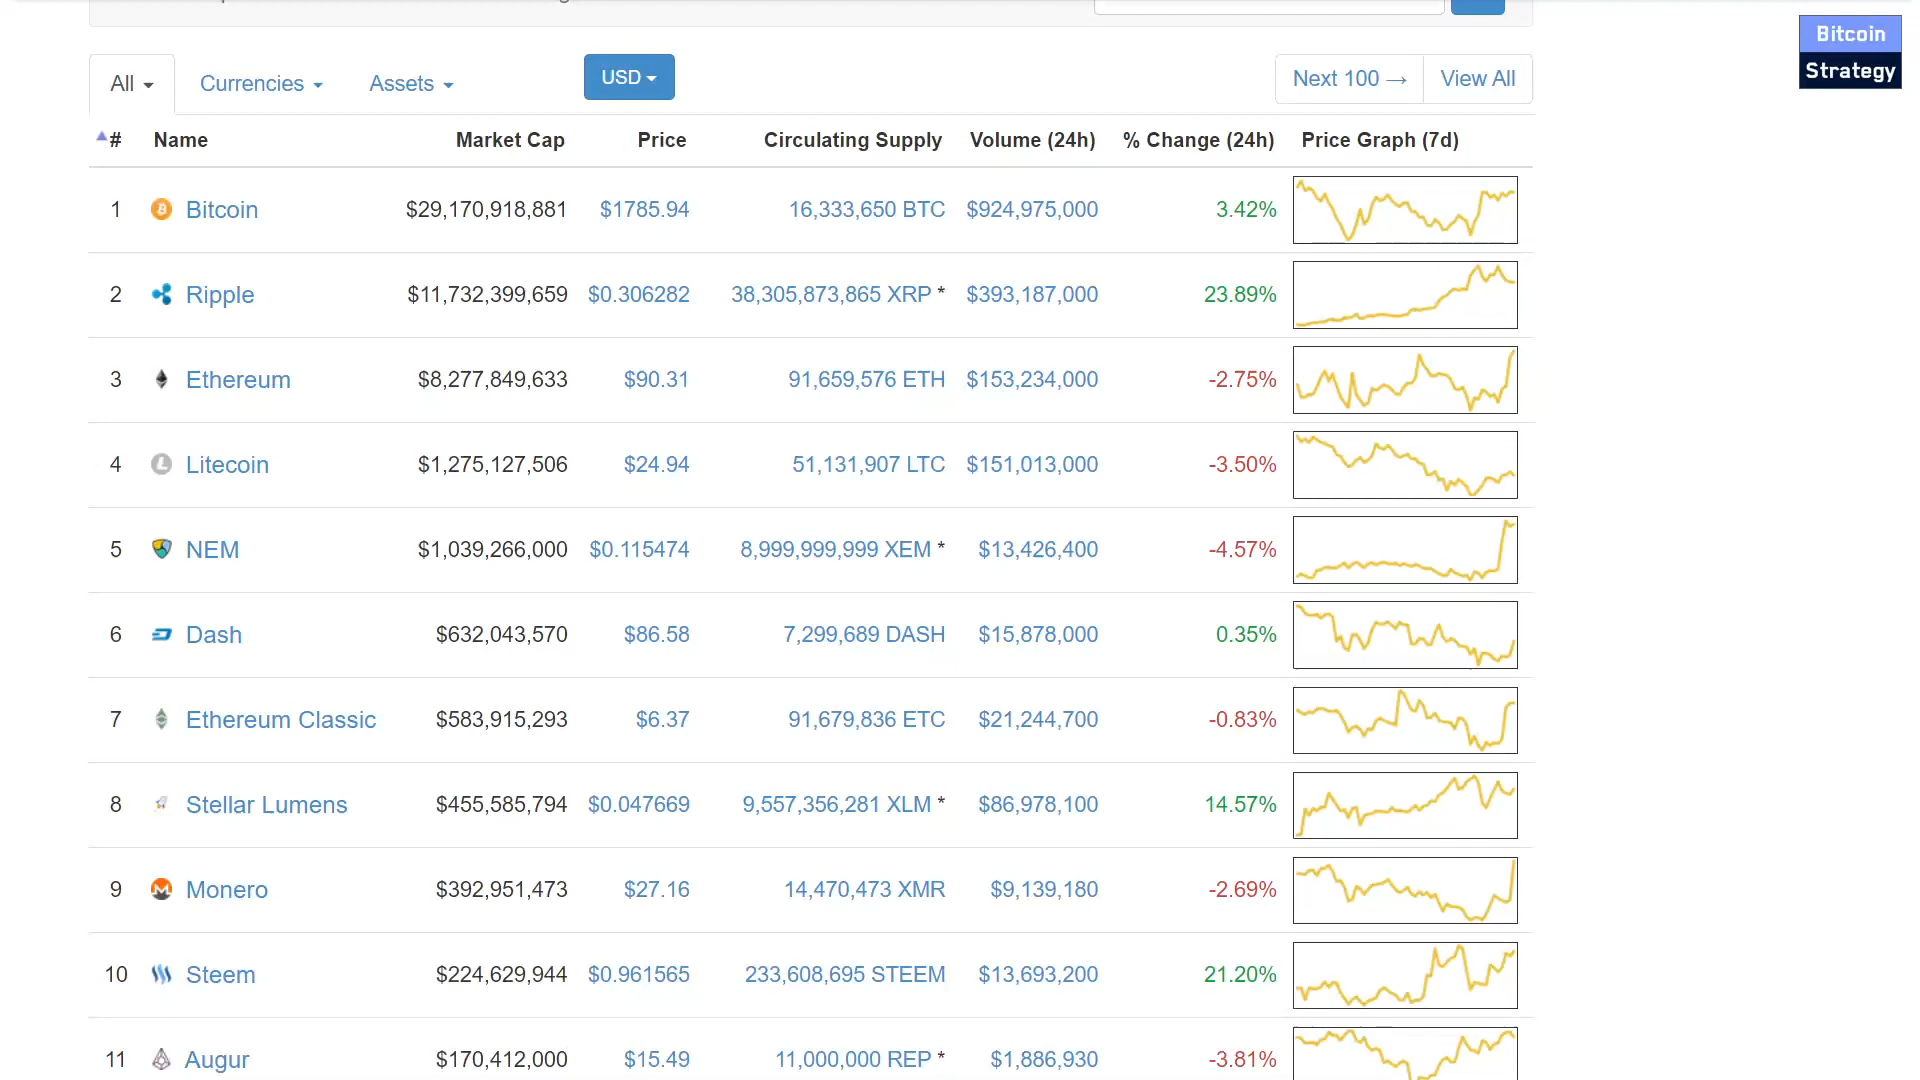 Bitcoin
Strategy
All Currencies Assets USD Next 100 → View All
# Name Market Cap Price Circulating Supply Volume (24h) % Change (24h) Price Graph (7d)
1 Bitcoin $29,170,918,881 $1785.94 16,333,650 BTC $924,975,000 3.42%
2 Ripple $11,732,399,659 $0.306282 38,305,873,865 XRP * $393,187,000 23.89%
3 Ethereum $8,277,849,633 $90.31 91,659,576 ETH $153,234,000 -2.75%
4 Litecoin $1,275,127,506 $24.94 51,131,907 LTC $151,013,000 -3.50%
5 NEM $1,039,266,000 $0.115474 8,999,999,999 XEM * $13,426,400 -4.57%
6 Dash $632,043,570 $86.58 7,299,689 DASH $15,878,000 0.35%
7 Ethereum Classic $583,915,293 $6.37 91,679,836 ETC $21,244,700 -0.83%
8 Stellar Lumens $455,585,794 $0.047669 9,557,356,281 XLM * $86,978,100 14.57%
9 Monero $392,951,473 $27.16 14,470,473 XMR $9,139,180 -2.69%
10 Steem $224,629,944 $0.961565 233,608,695 STEEM $13,693,200 21.20%
11 Augur $170,412,000 $15.49 11,000,000 REP * $1,886,930 -3.81%